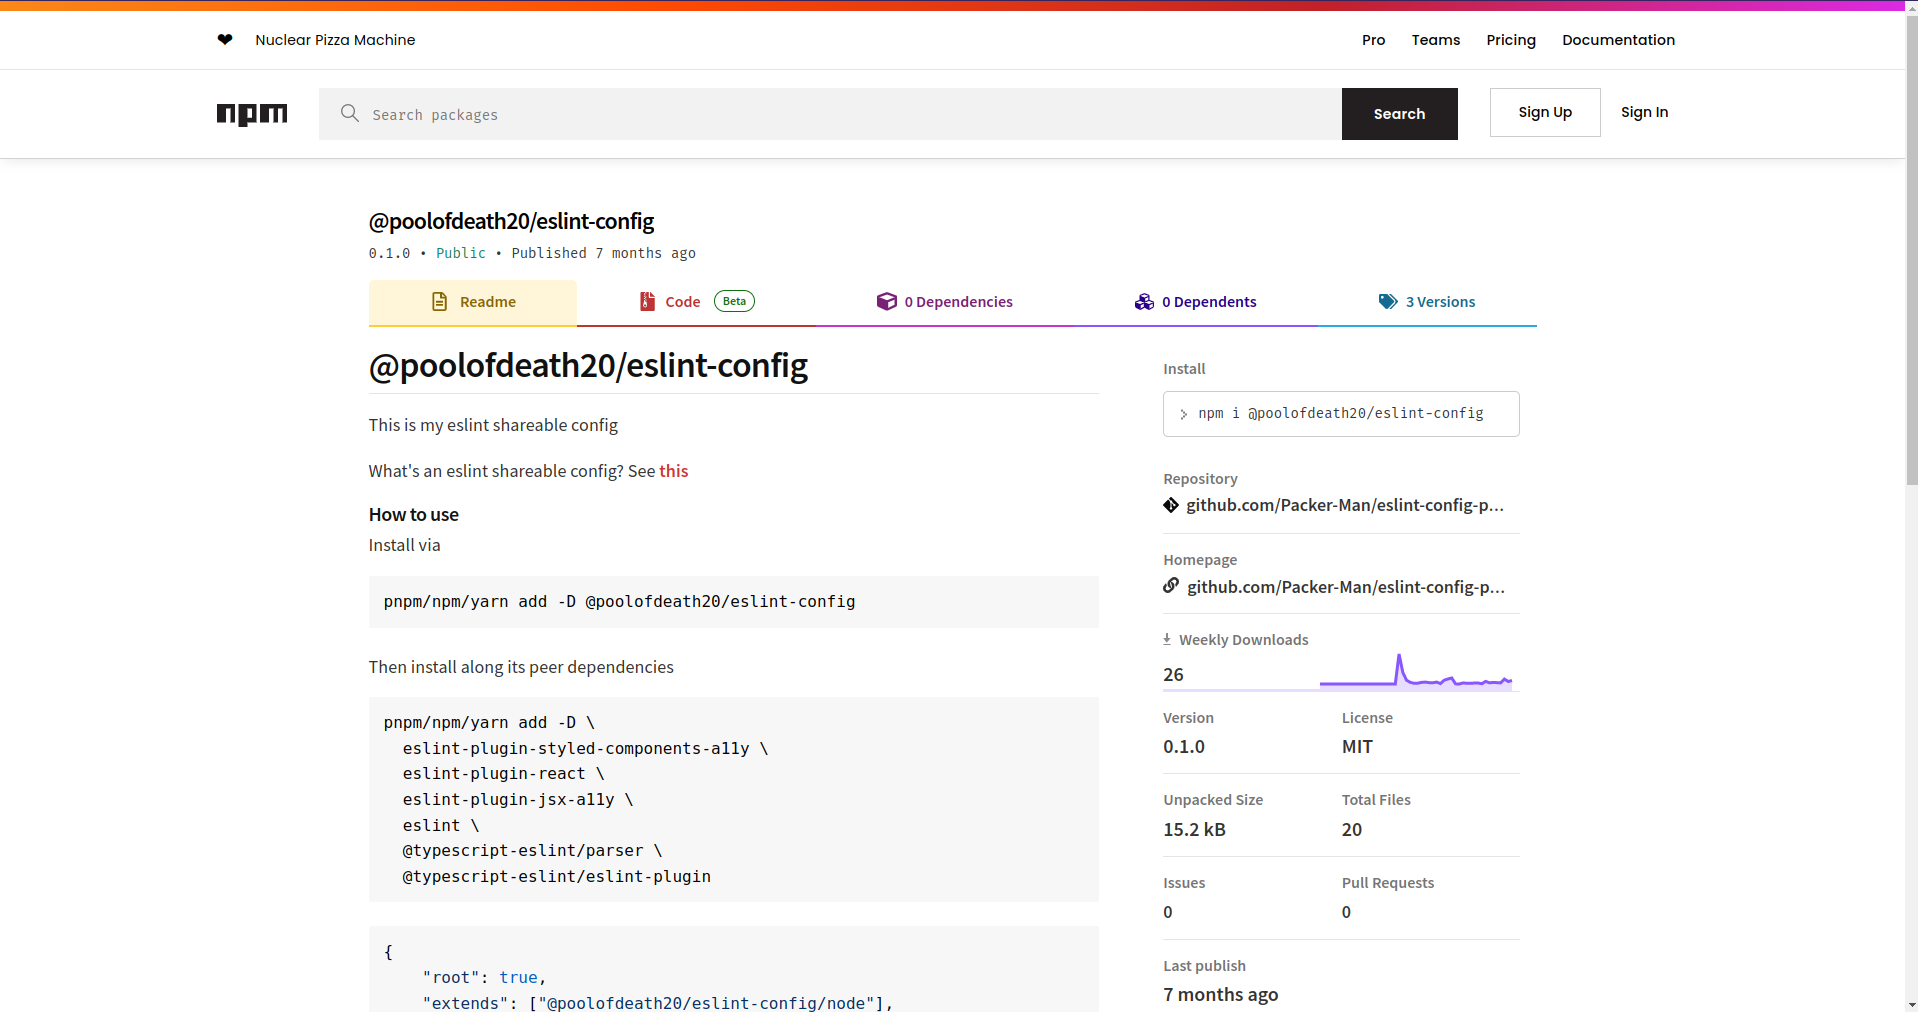 ❤ Nuclear Pizza Machine
Pro Teams Pricing Documentation
npm
Search packages
Search
Sign Up
Sign In
@poolofdeath20/eslint-config
0.1.0 • Public • Published 7 months ago
Readme
Code Beta
0 Dependencies
0 Dependents
3 Versions
@poolofdeath20/eslint-config
This is my eslint shareable config
What's an eslint shareable config? See this
How to use
Install via
pnpm/npm/yarn add -D @poolofdeath20/eslint-config
Then install along its peer dependencies
pnpm/npm/yarn add -D \
  eslint-plugin-styled-components-a11y \
  eslint-plugin-react \
  eslint-plugin-jsx-a11y \
  eslint \
  @typescript-eslint/parser \
  @typescript-eslint/eslint-plugin
{
    "root": true,
    "extends": ["@poolofdeath20/eslint-config/node"],
Install
npm i @poolofdeath20/eslint-config
Repository
github.com/Packer-Man/eslint-config-p...
Homepage
github.com/Packer-Man/eslint-config-p...
Weekly Downloads
26
Version
0.1.0
License
MIT
Unpacked Size
15.2 kB
Total Files
20
Issues
0
Pull Requests
0
Last publish
7 months ago